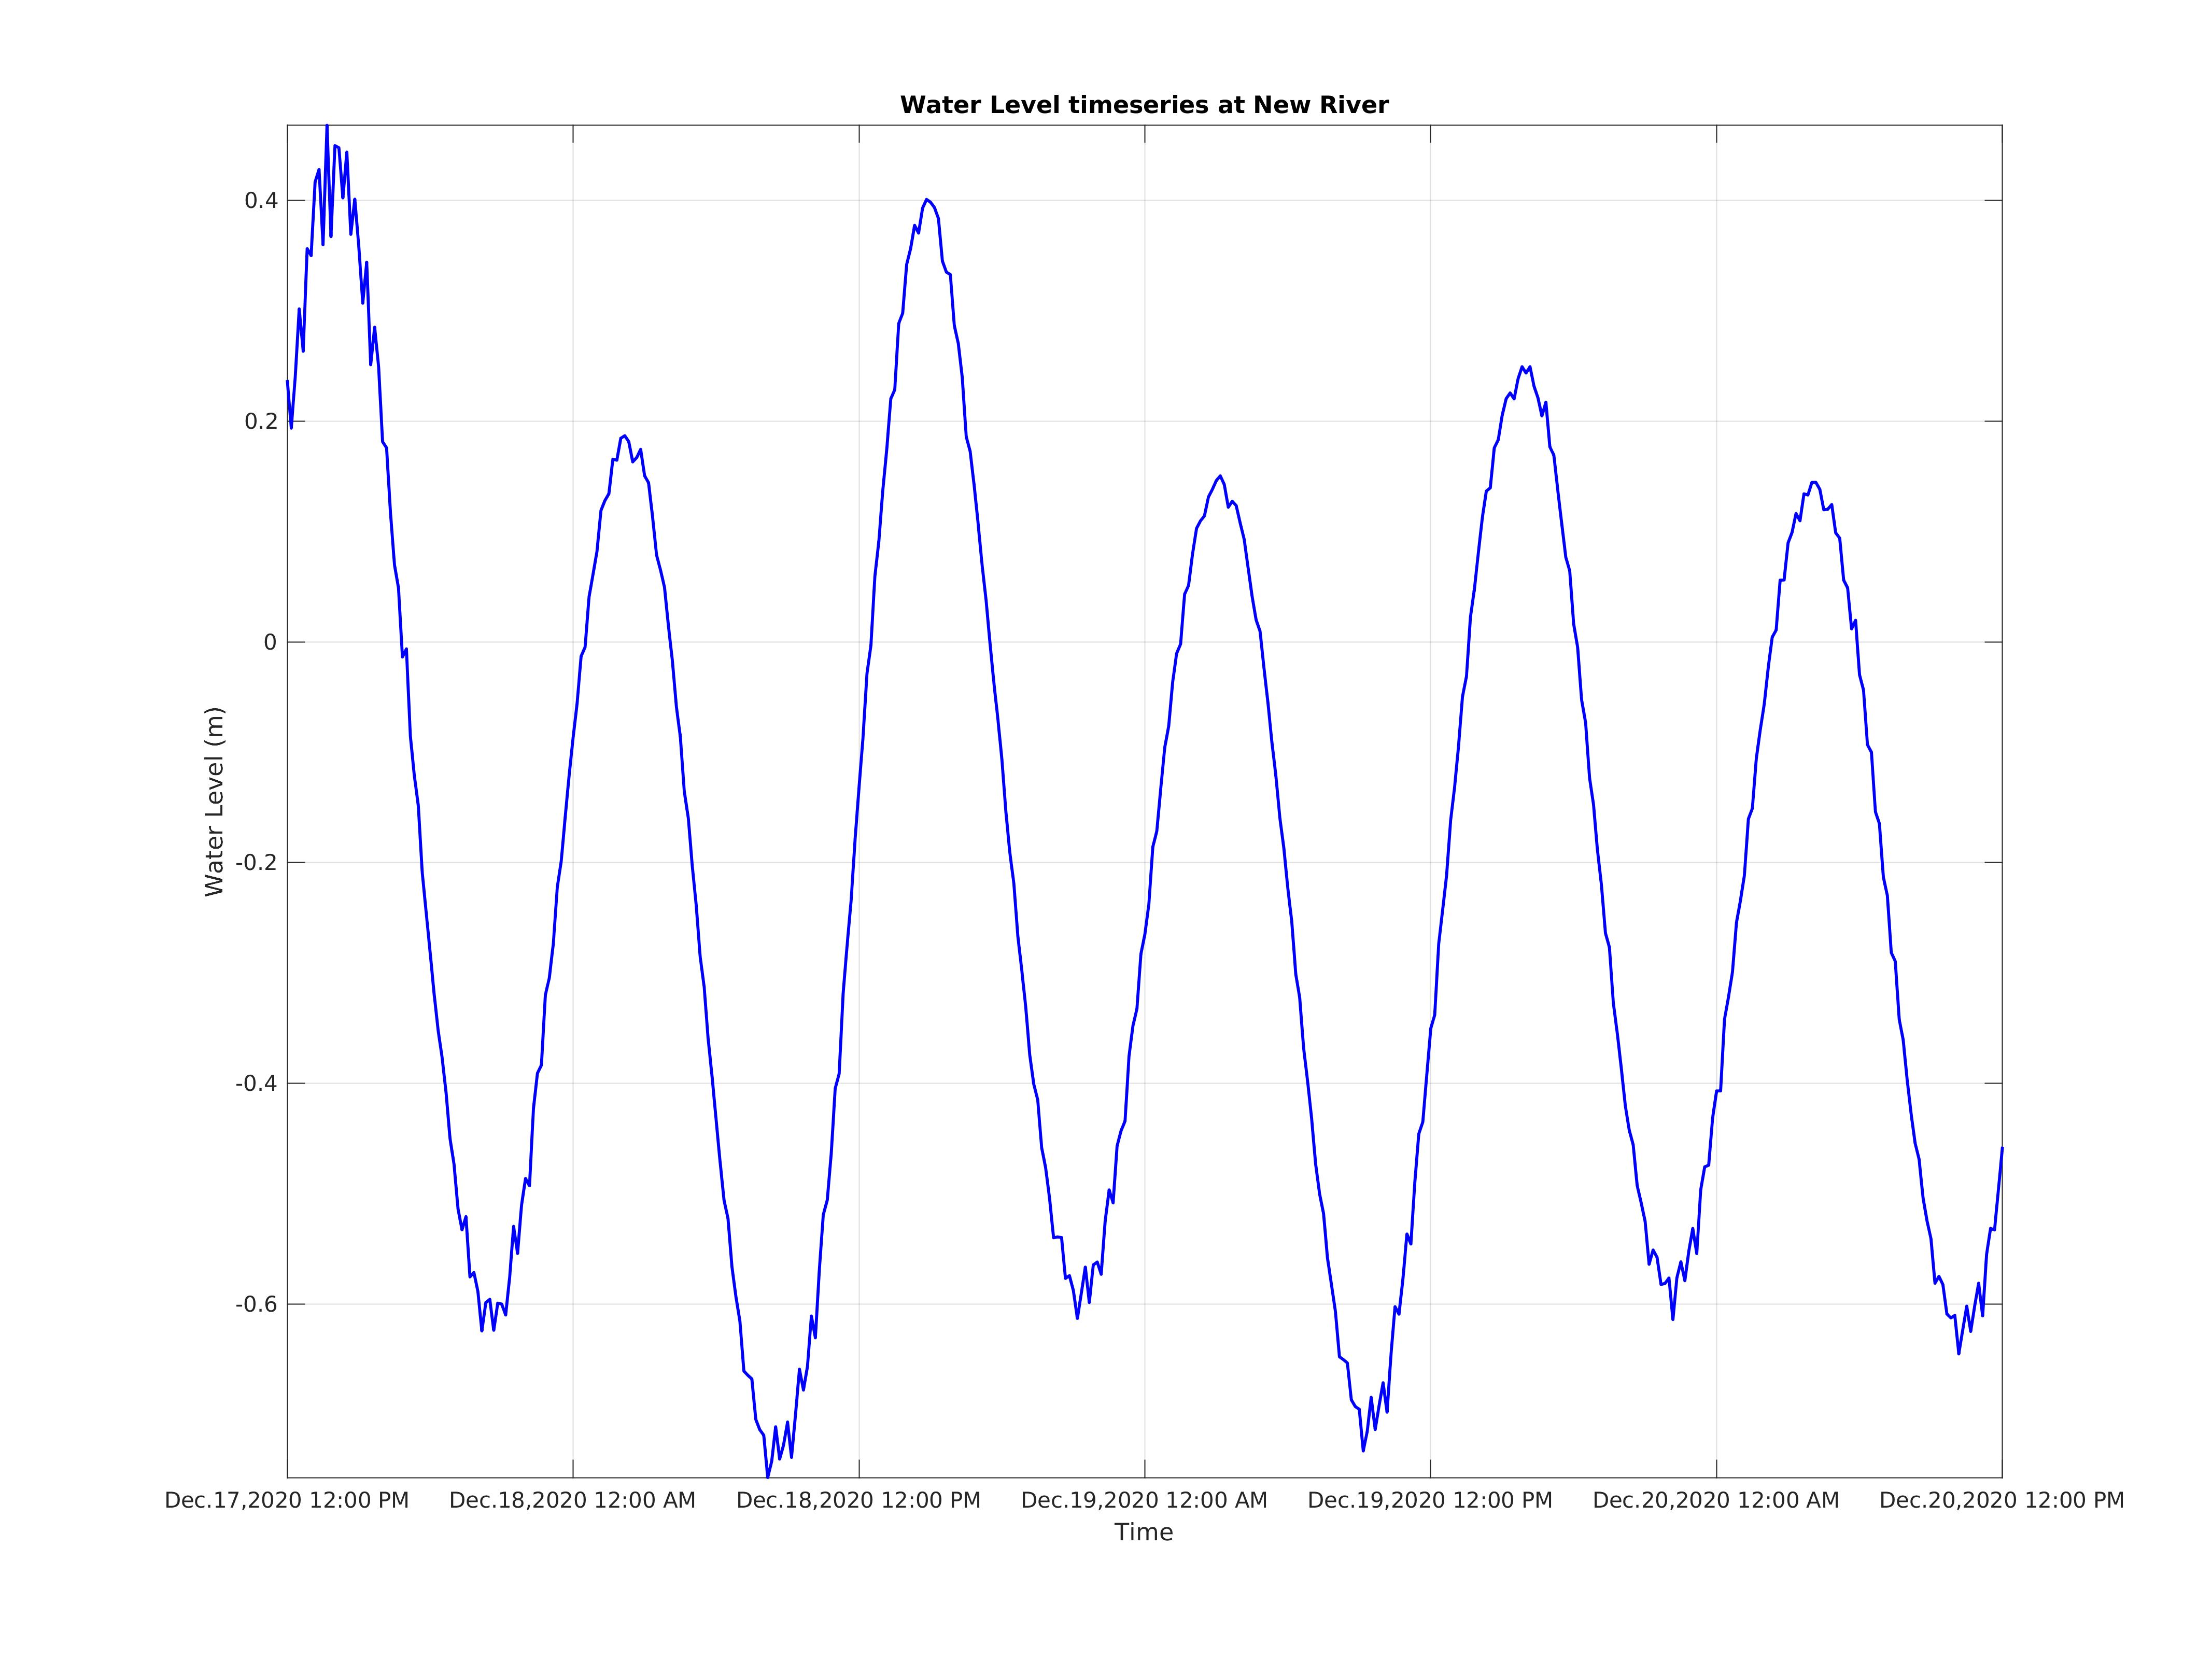 Water Level timeseries at New River
0.4
0.2
0
-0.2
-0.4
-0.6
Water Level (m)
Dec.17,2020 12:00 PM
Dec.18,2020 12:00 AM
Dec.18,2020 12:00 PM
Dec.19,2020 12:00 AM
Dec.19,2020 12:00 PM
Dec.20,2020 12:00 AM
Dec.20,2020 12:00 PM
Time